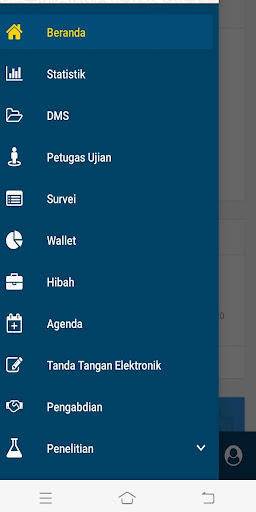 Beranda
Statistik
DMS
Petugas Ujian
Survei
Wallet
Hibah
Agenda
Tanda Tangan Elektronik
Pengabdian
Penelitian